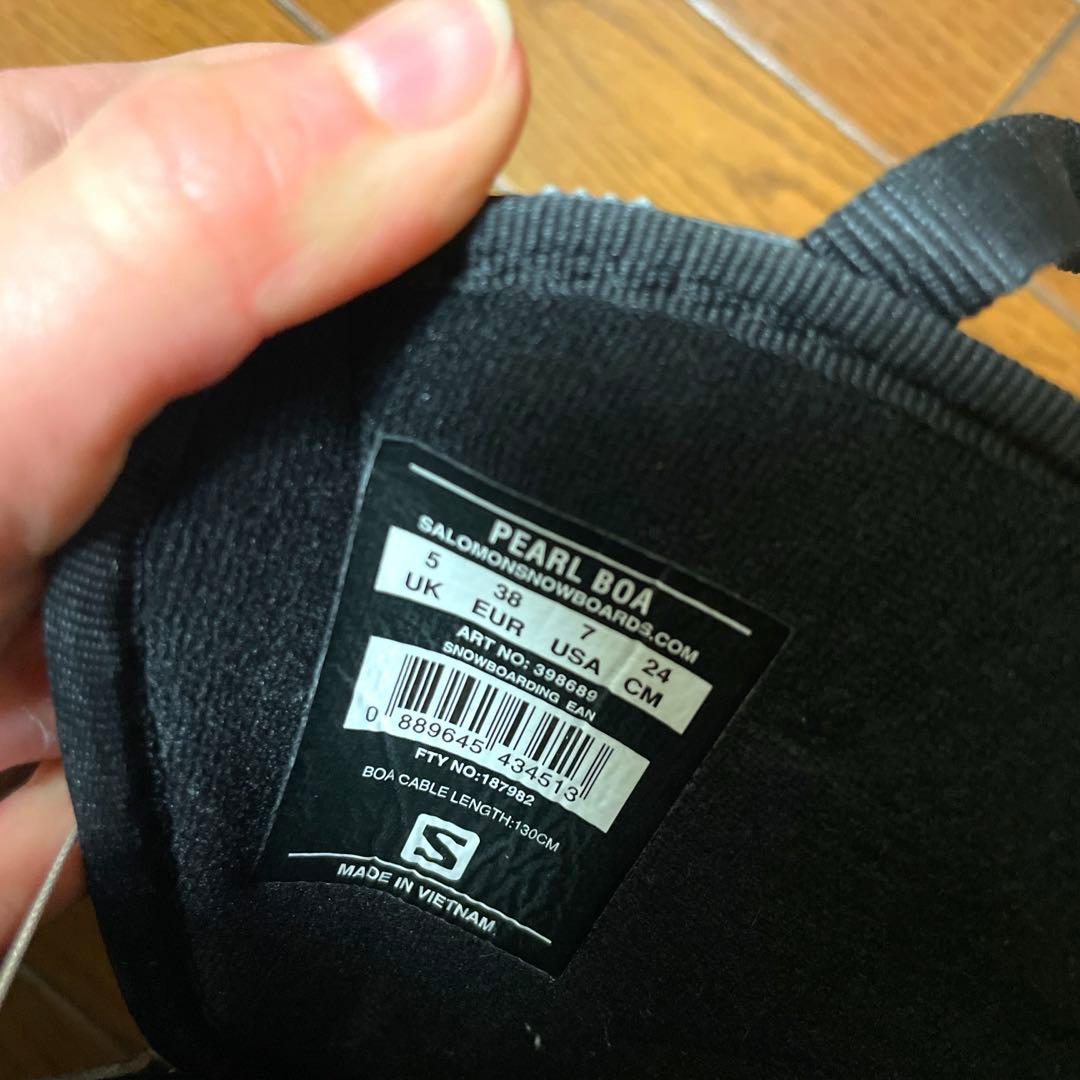 PEARL BOA
SALOMONSNOWBOARDS.COM
5 38 7 24
UK EUR USA CM
ART NO: 398689
SNOWBOARDING EAN
0 889645 434513
FTY NO:187982
BOA CABLE LENGTH:130CM
S
MADE IN VIETNAM